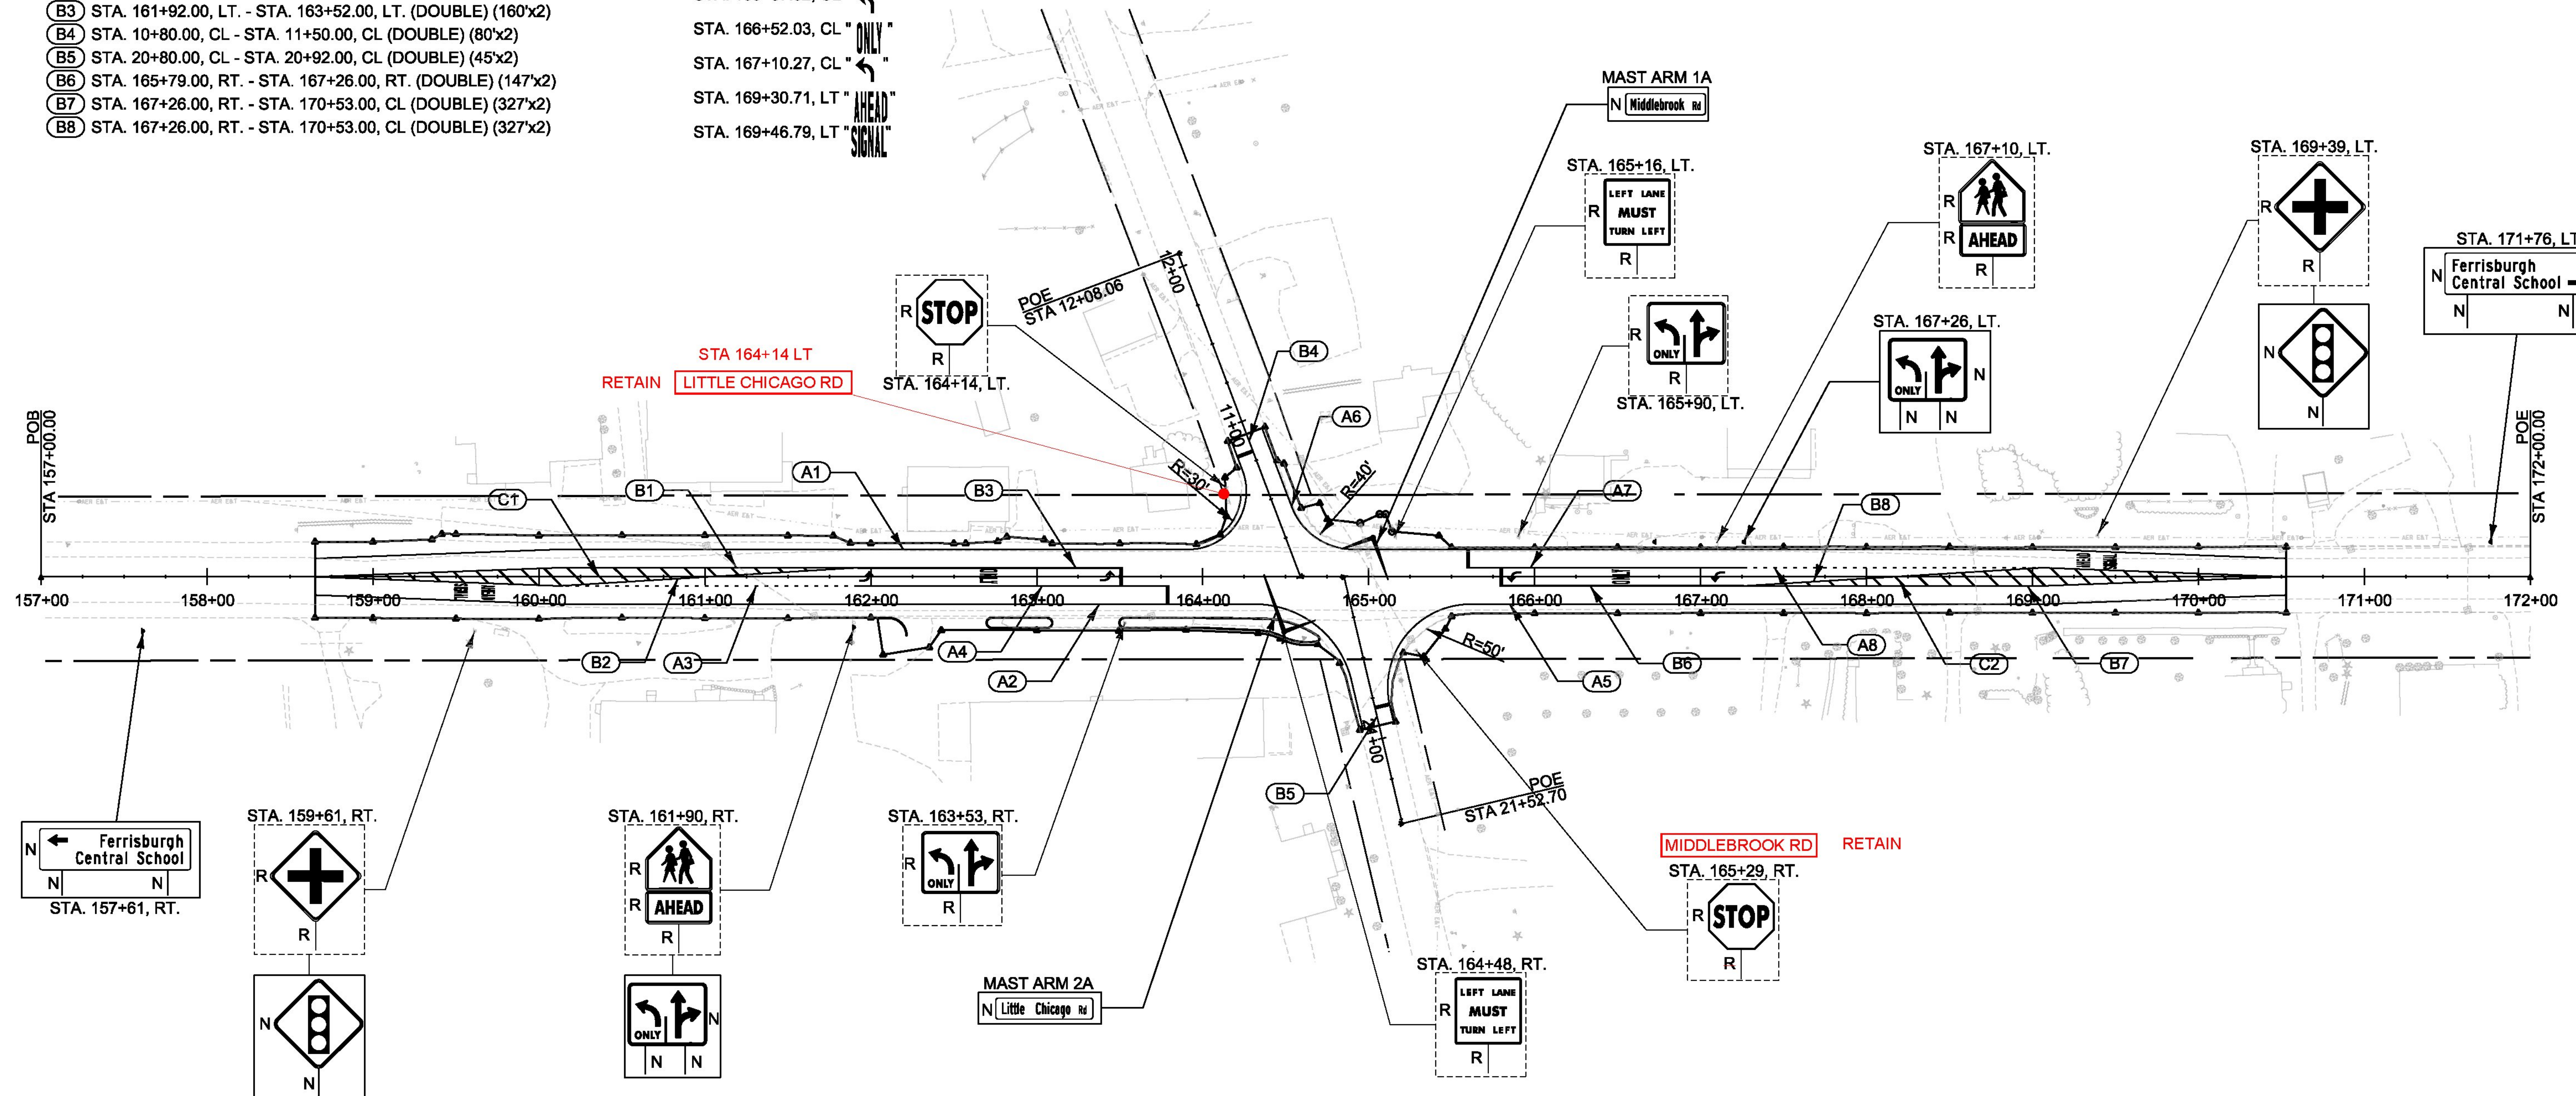 B3 STA. 161+92.00, LT. - STA. 163+52.00, LT. (DOUBLE) (160'x2)
B4 STA. 10+80.00, CL - STA. 11+50.00, CL (DOUBLE) (80'x2)
B5 STA. 20+80.00, CL - STA. 20+92.00, CL (DOUBLE) (45'x2)
B6 STA. 165+79.00, RT. - STA. 167+26.00, RT. (DOUBLE) (147'x2)
B7 STA. 167+26.00, RT. - STA. 170+53.00, CL (DOUBLE) (327'x2)
B8 STA. 167+26.00, RT. - STA. 170+53.00, CL (DOUBLE) (327'x2)
STA. 166+52.03, CL "ONLY"
STA. 167+10.27, CL " "
STA. 169+30.71, LT "AHEAD"
STA. 169+46.79, LT "SIGNAL"
MAST ARM 1A
N Middlebrook Rd
STA. 165+16, LT.
LEFT LANE
R MUST
TURN LEFT
R
STA. 167+10, LT.
R
R AHEAD
R
STA. 169+39, LT.
R
R
N
N
STA. 171+76, LT
N Ferrisburgh
Central School
N N
R STOP
R
STA. 164+14, LT.
POE
STA 12+08.06
12+00
STA 164+14 LT
RETAIN LITTLE CHICAGO RD
B4
R
ONLY
R
STA. 165+90, LT.
STA. 167+26, LT.
ONLY N
N N
11+00
A6
R=30'
R=40'
POB
STA 157+00.00
POE
STA 172+00.00
C1
B1
A1
B3
A7
B8
AER E&T
ONLY
ONLY
AHEAD
SIGNAL
157+00 158+00 159+00 160+00 161+00 162+00 163+00 164+00 165+00 166+00 167+00 168+00 169+00 170+00 171+00 172+00
B2
A3
A4
A2
R=50'
A5
B6
A8
C2
B7
B5
POE
STA 21+52.70
N Ferrisburgh
Central School
N N
STA. 157+61, RT.
STA. 159+61, RT.
R
R
N
N
STA. 161+90, RT.
R
R AHEAD
R
ONLY N
N N
STA. 163+53, RT.
R
ONLY
R
MAST ARM 2A
N Little Chicago Rd
STA. 164+48, RT.
LEFT LANE
R MUST
TURN LEFT
R
MIDDLEBROOK RD RETAIN
STA. 165+29, RT.
R STOP
R